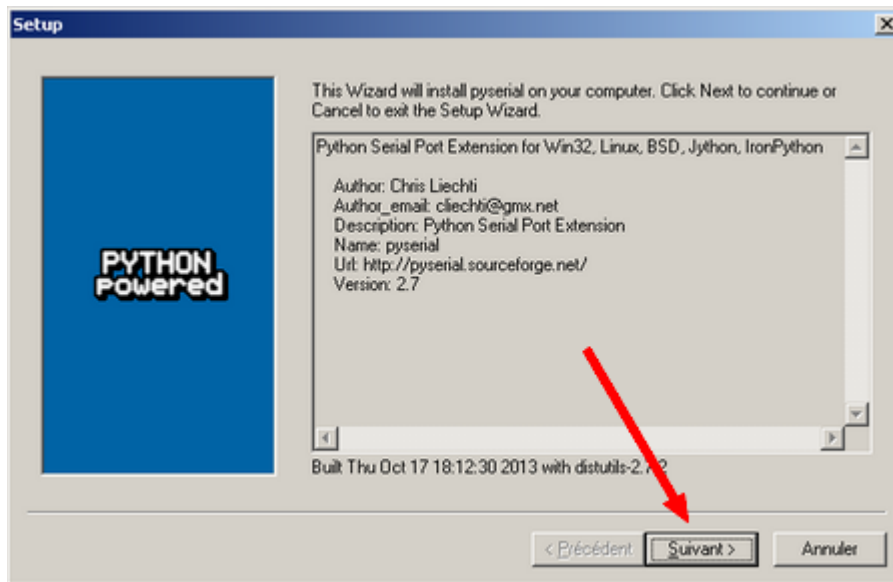 Setup
This Wizard will install pyserial on your computer. Click Next to continue or
Cancel to exit the Setup Wizard.
Python Serial Port Extension for Win32, Linux, BSD, Jython, IronPython
Author: Chris Liechti
Author_email: cliechti@gmx.net
Description: Python Serial Port Extension
Name: pyserial
Url: http://pyserial.sourceforge.net/
Version: 2.7
PYTHON
powered
Built Thu Oct 17 18:12:30 2013 with distutils-2.7.2
< Précédent
Suivant >
Annuler